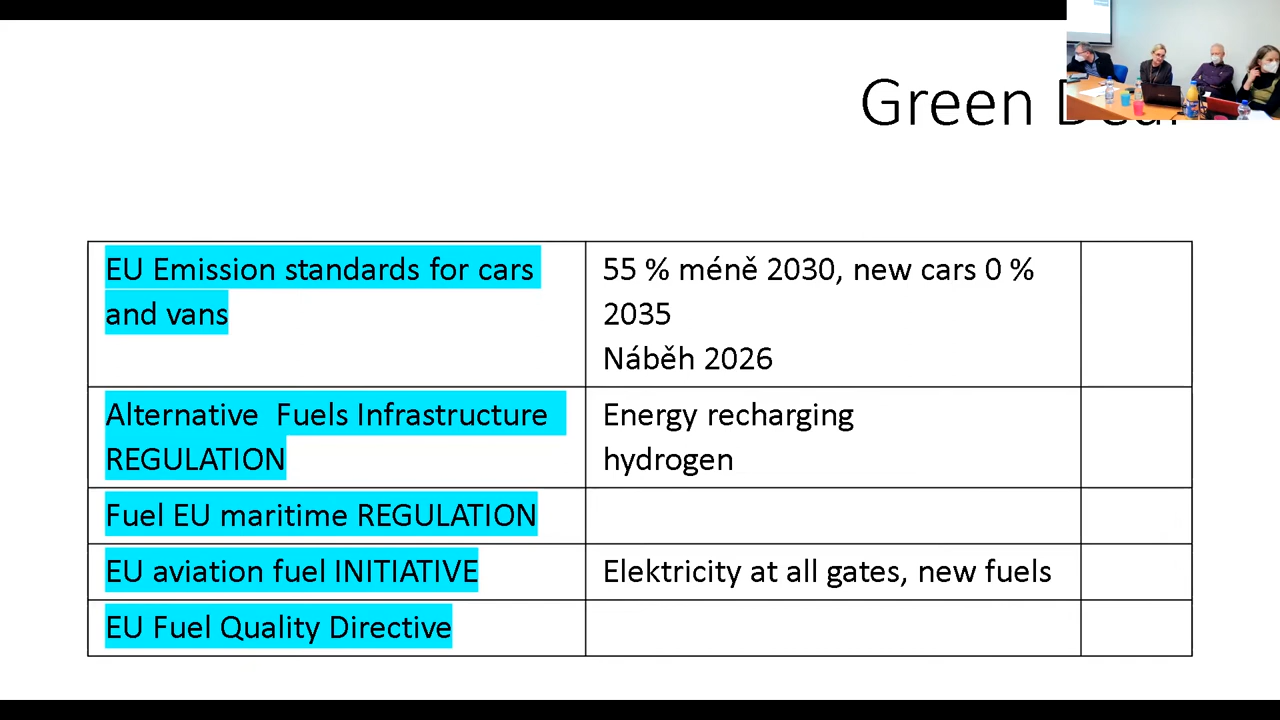 Green
EU Emission standards for cars
and vans
55 % méně 2030, new cars 0 %
2035
Náběh 2026
Alternative  Fuels Infrastructure
REGULATION
Energy recharging
hydrogen
Fuel EU maritime REGULATION
EU aviation fuel INITIATIVE
Elektricity at all gates, new fuels
EU Fuel Quality Directive